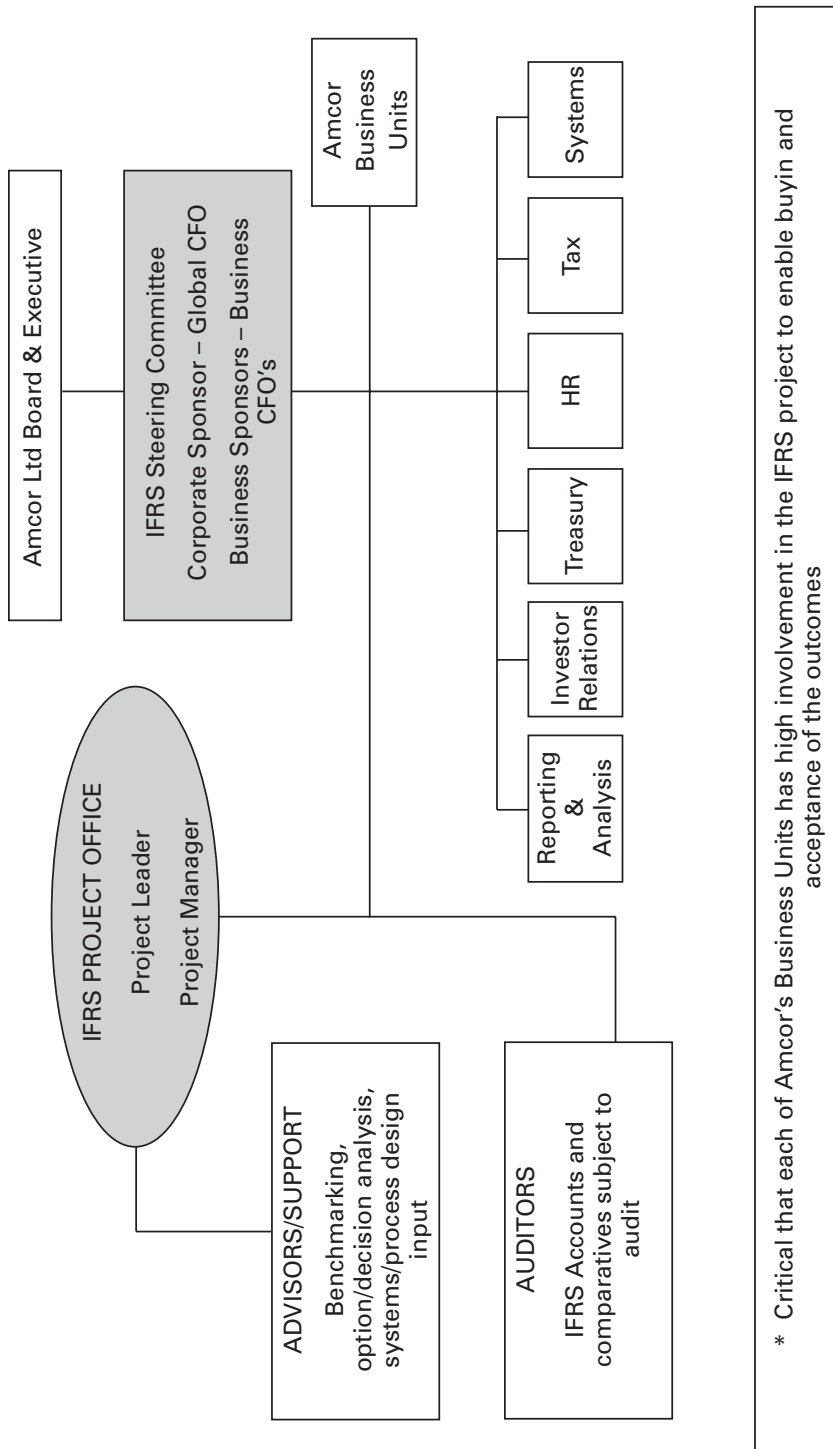 Amcor Ltd Board & Executive
IFRS PROJECT OFFICE
Project Leader
Project Manager
IFRS Steering Committee
Corporate Sponsor – Global CFO
Business Sponsors – Business
CFO's
ADVISORS/SUPPORT
Benchmarking,
option/decision analysis,
systems/process design
input
Amcor
Business
Units
AUDITORS
IFRS Accounts and
comparatives subject to
audit
Reporting
&
Analysis
Investor
Relations
Treasury
HR
Tax
Systems
* Critical that each of Amcor's Business Units has high involvement in the IFRS project to enable buyin and
acceptance of the outcomes